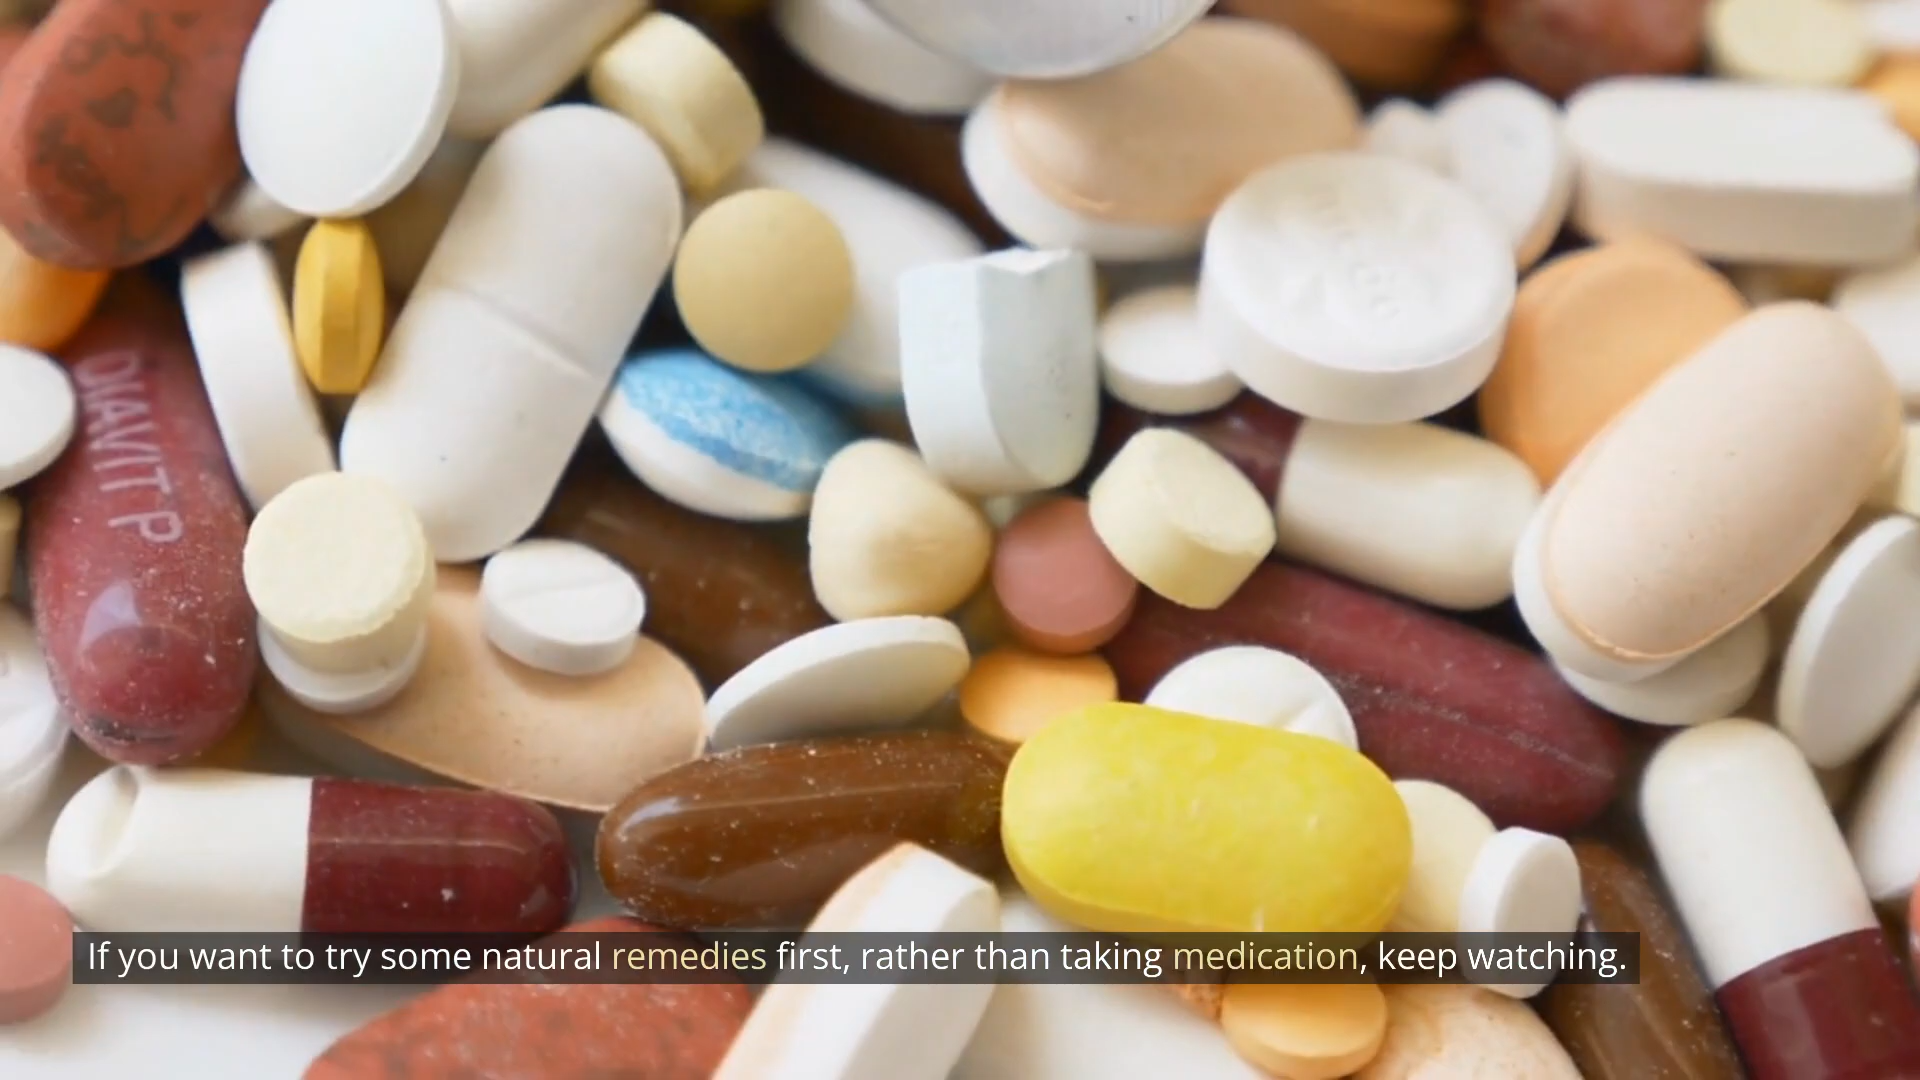 DIAVIT P
If you want to try some natural remedies first, rather than taking medication, keep watching.